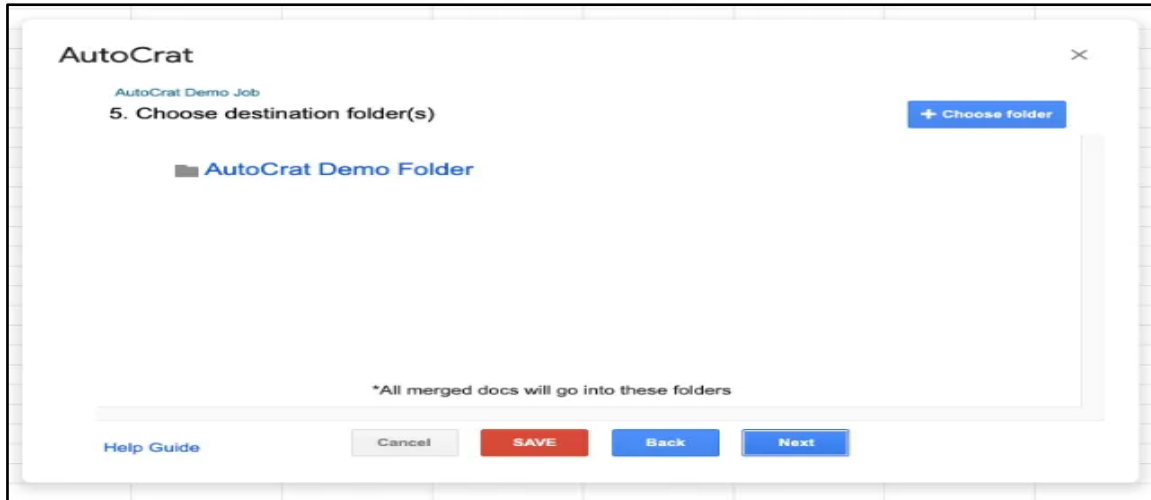 AutoCrat
×
AutoCrat Demo Job
5. Choose destination folder(s)
+ Choose folder
AutoCrat Demo Folder
*All merged docs will go into these folders
Help Guide
Cancel
SAVE
Back
Next